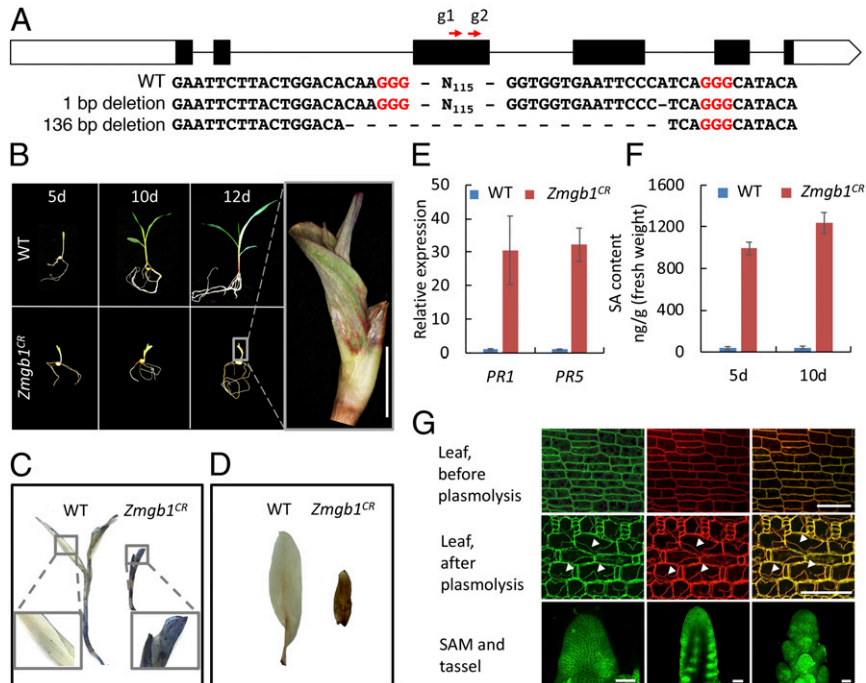 A
g1 g2
WT GAATTCTTACTGGACACAAGGG - N115 - GGTGGTGAATTCCCATCAGGGCATACA
1 bp deletion GAATTCTTACTGGACACAAGGG - N115 - GGTGGTGAATTCCC-TCAGGGCATACA
136 bp deletion GAATTCTTACTGGACA- - - - - - - - - - - - - - - TCAGGGCATACA
B
5d 10d 12d
WT
Zmgb1CR
C
WT Zmgb1CR
D
WT Zmgb1CR
E
WT Zmgb1CR
Relative expression
50
40
30
20
10
0
PR1 PR5
F
WT Zmgb1CR
SA content
ng/g (fresh weight)
1600
1200
800
400
0
5d 10d
G
Leaf,
before
plasmolysis
Leaf,
after
plasmolysis
SAM and
tassel